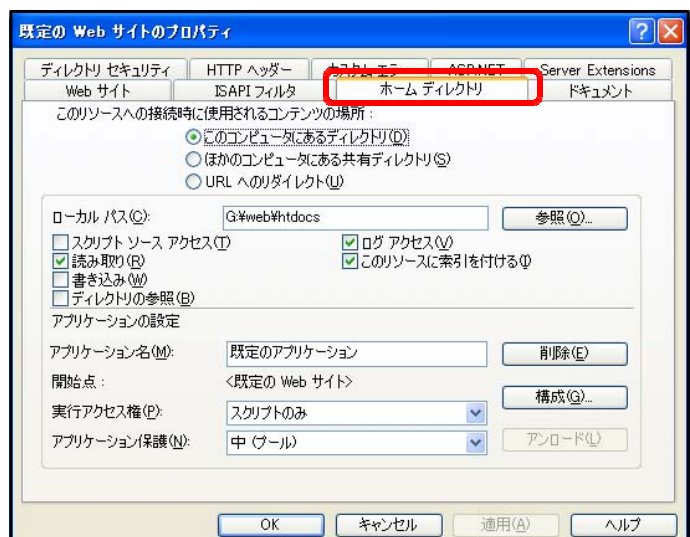 既定の Web サイトのプロパティ
ディレクトリ セキュリティ HTTP ヘッダー カスタム エラー ASP.NET Server Extensions
Web サイト ISAPI フィルタ ホーム ディレクトリ ドキュメント
このリソースへの接続時に使用されるコンテンツの場所:
このコンピュータにあるディレクトリ(D)
ほかのコンピュータにある共有ディレクトリ(S)
URL へのリダイレクト(U)
ローカル パス(C): G:¥web¥htdocs 参照(O)...
スクリプト ソース アクセス(T) ログ アクセス(V)
読み取り(R) このリソースに索引を付ける(I)
書き込み(W)
ディレクトリの参照(B)
アプリケーションの設定
アプリケーション名(M): 既定のアプリケーション 削除(E)
開始点: <既定の Web サイト>
構成(G)...
実行アクセス権(P): スクリプトのみ
アプリケーション保護(N): 中 (プール) アンロード(L)
OK キャンセル 適用(A) ヘルプ